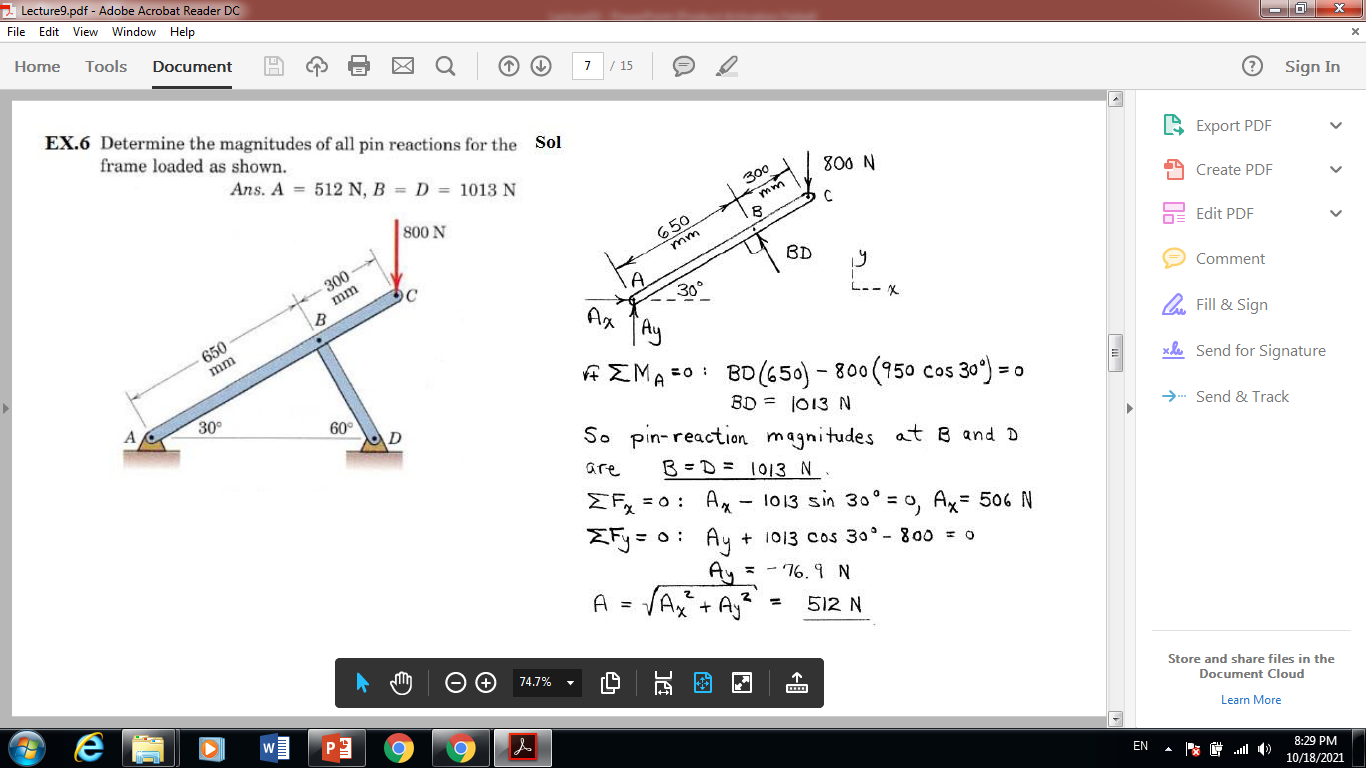 Lecture9.pdf - Adobe Acrobat Reader DC
File Edit View Window Help
Home Tools Document 7 / 15 Sign In
EX.6 Determine the magnitudes of all pin reactions for the
frame loaded as shown.
Ans. A = 512 N, B = D = 1013 N
800 N
300
mm
C
B
650
mm
A
30°
60°
D
Sol
800 N
300
mm
C
B
650
mm
BD
A
30°
y
x
Ax
Ay
+ ΣMA = 0 : BD(650) - 800(950 cos 30°) = 0
BD = 1013 N
So pin-reaction magnitudes at B and D
are B = D = 1013 N.
ΣFx = 0 : Ax - 1013 sin 30° = 0, Ax = 506 N
ΣFy = 0 : Ay + 1013 cos 30° - 800 = 0
Ay = -76.9 N
A = √Ax² + Ay² = 512 N
Export PDF
Create PDF
Edit PDF
Comment
Fill & Sign
Send for Signature
Send & Track
Store and share files in the
Document Cloud
Learn More
74.7%
EN
8:29 PM
10/18/2021